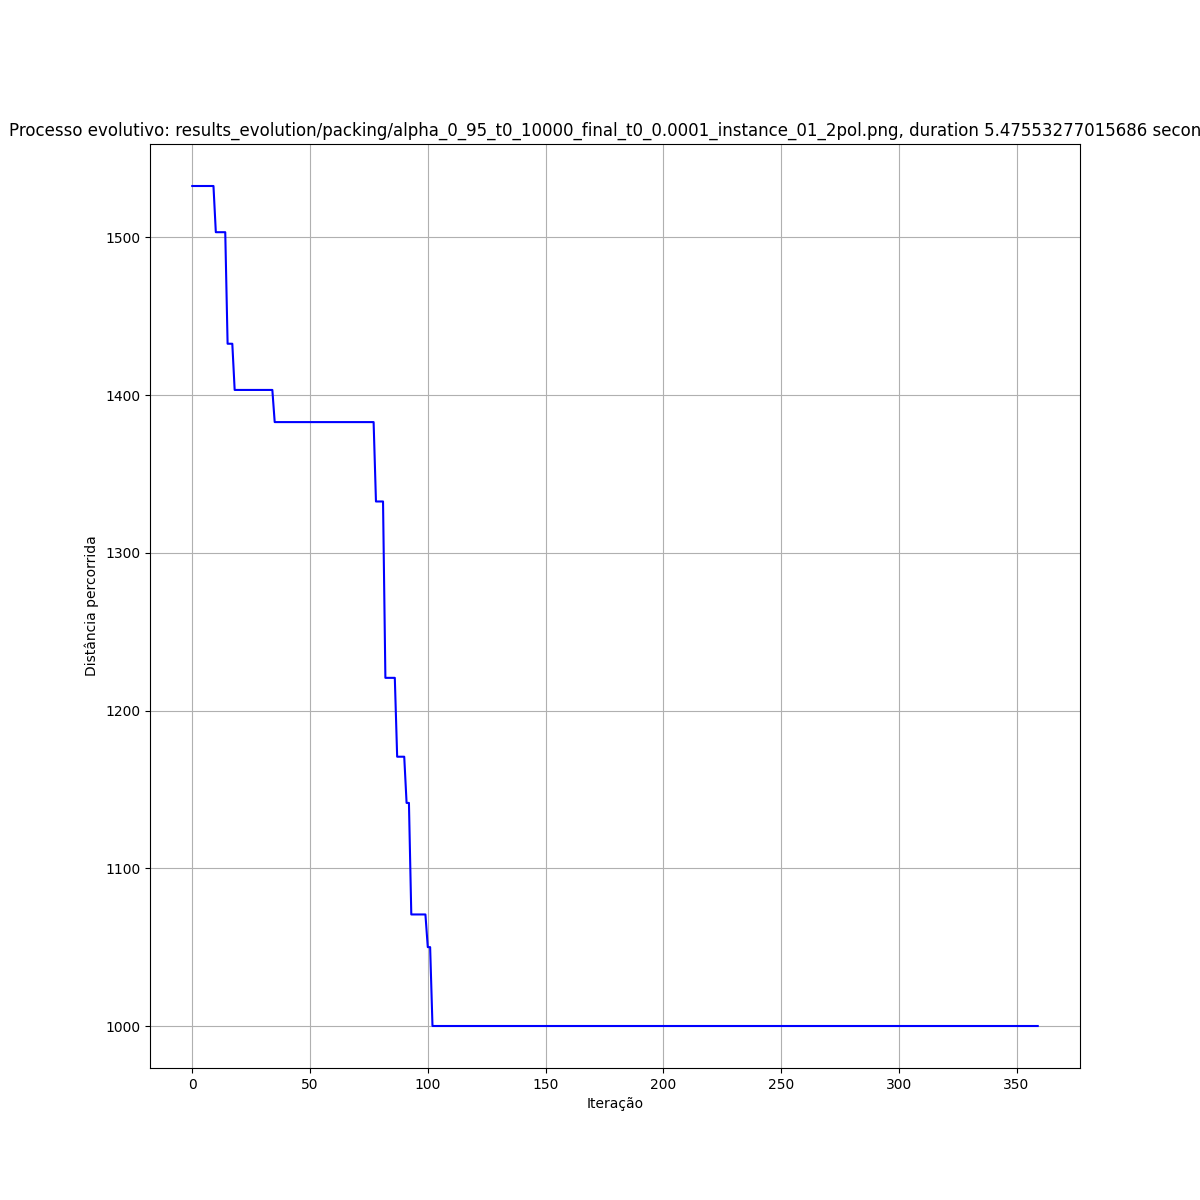 Processo evolutivo: results_evolution/packing/alpha_0_95_t0_10000_final_t0_0.0001_instance_01_2pol.png, duration 5.47553277015686 secon
1500
1400
1300
1200
1100
1000
Distância percorrida
0 50 100 150 200 250 300 350
Iteração